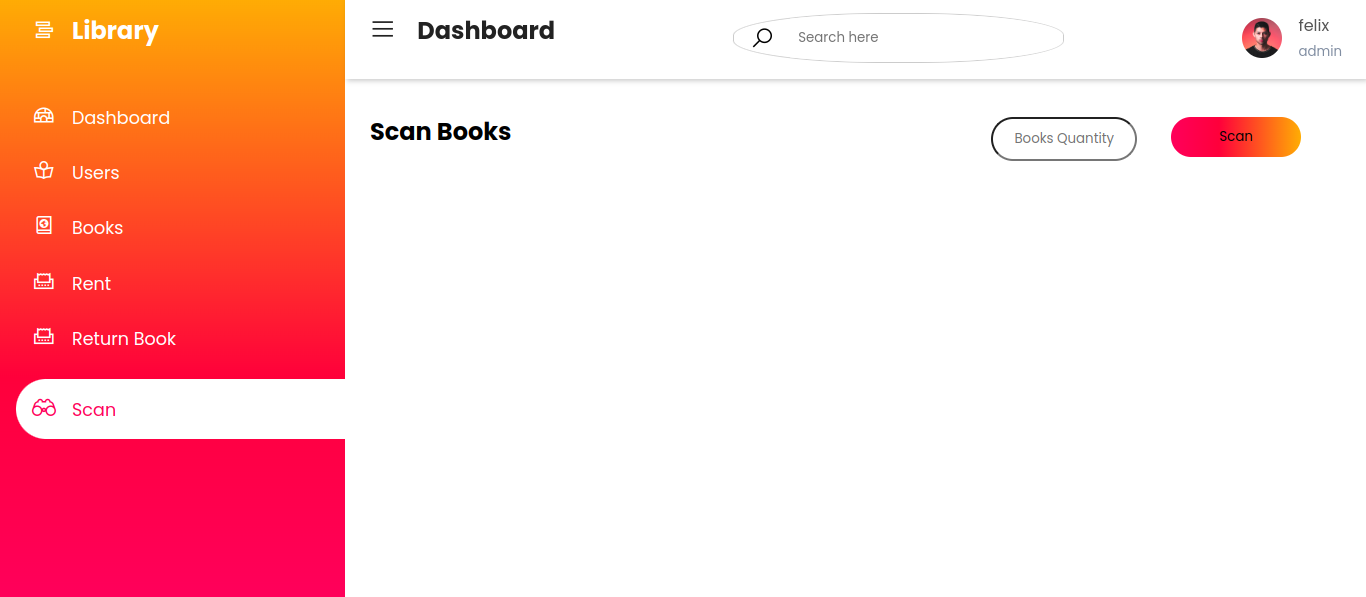 Library
Dashboard
Users
Books
Rent
Return Book
Scan
Dashboard
Search here
felix
admin
Scan Books
Books Quantity
Scan